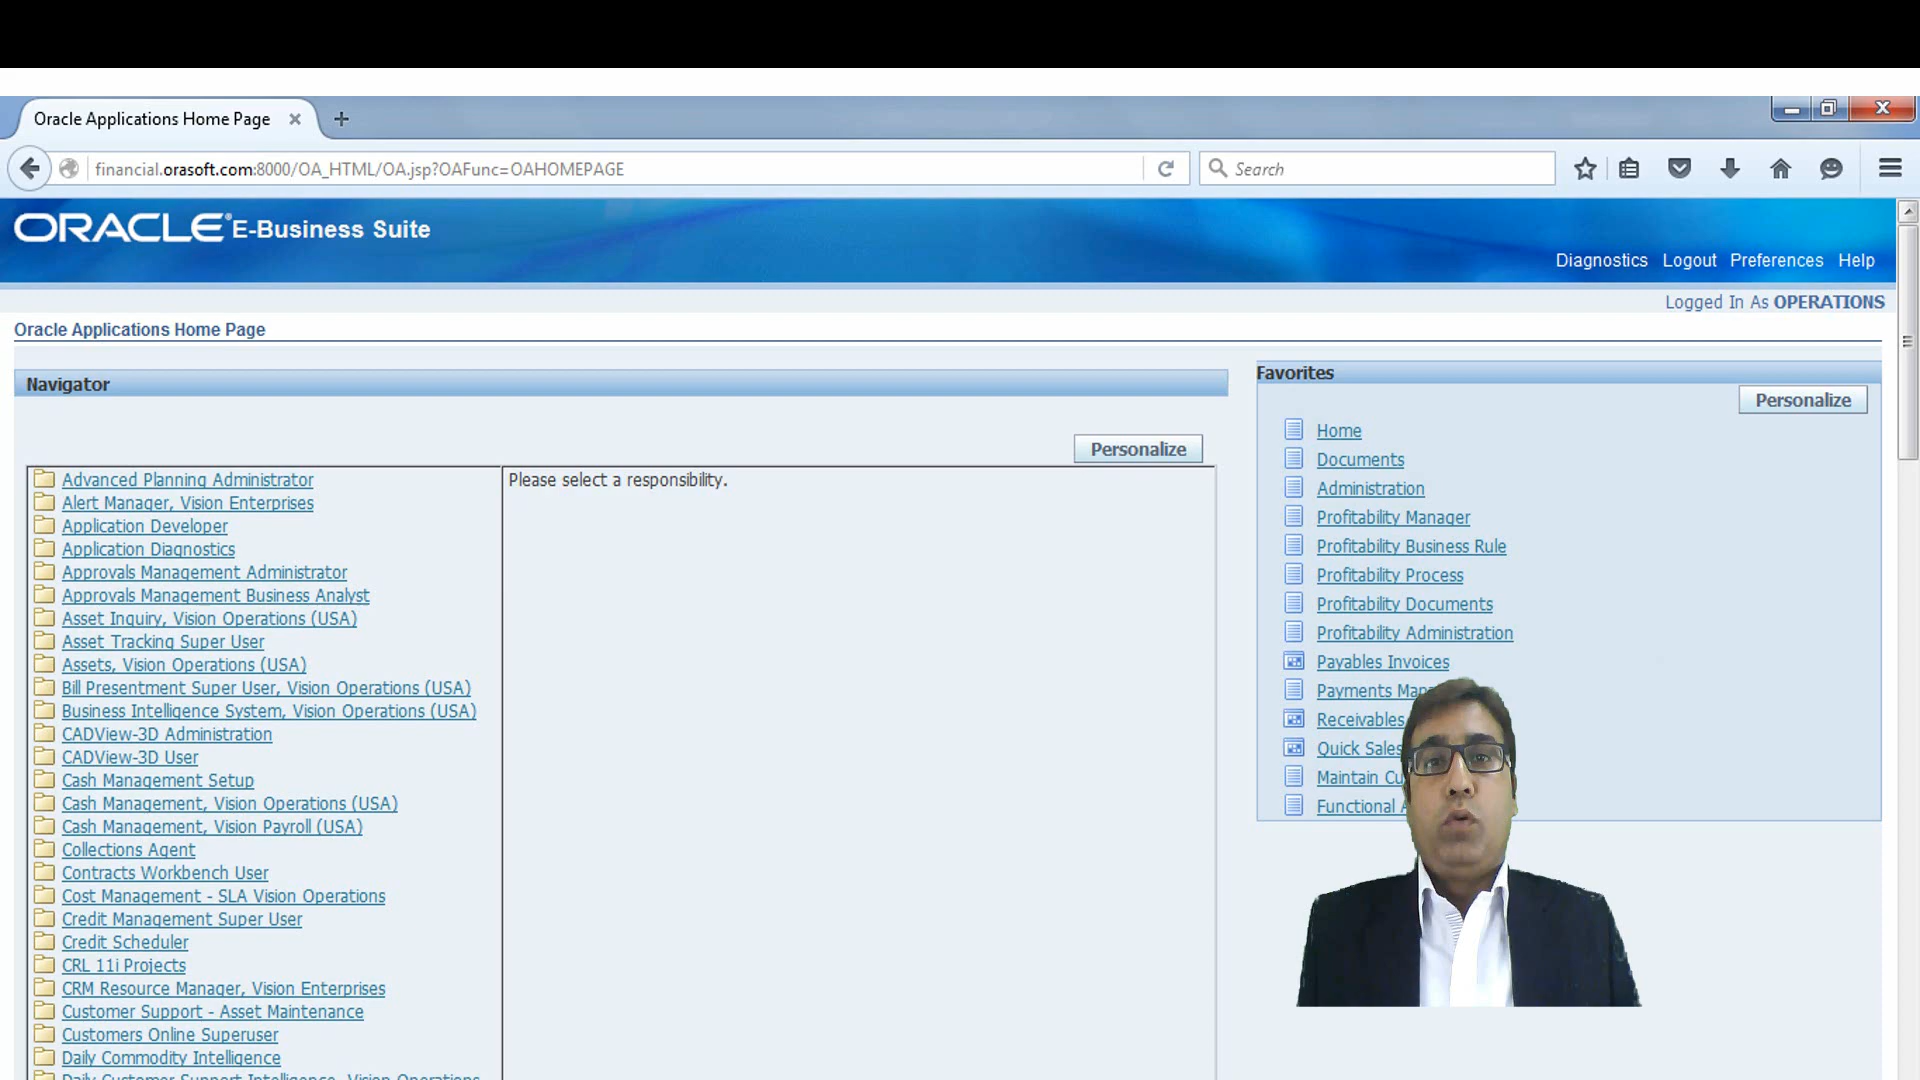 Oracle Applications Home Page
financial.orasoft.com:8000/OA_HTML/OA.jsp?OAFunc=OAHOMEPAGE
Search
ORACLE® E-Business Suite
Diagnostics Logout Preferences Help
Logged In As OPERATIONS
Oracle Applications Home Page
Navigator
Personalize
Advanced Planning Administrator
Alert Manager, Vision Enterprises
Application Developer
Application Diagnostics
Approvals Management Administrator
Approvals Management Business Analyst
Asset Inquiry, Vision Operations (USA)
Asset Tracking Super User
Assets, Vision Operations (USA)
Bill Presentment Super User, Vision Operations (USA)
Business Intelligence System, Vision Operations (USA)
CADView-3D Administration
CADView-3D User
Cash Management Setup
Cash Management, Vision Operations (USA)
Cash Management, Vision Payroll (USA)
Collections Agent
Contracts Workbench User
Cost Management - SLA Vision Operations
Credit Management Super User
Credit Scheduler
CRL 11i Projects
CRM Resource Manager, Vision Enterprises
Customer Support - Asset Maintenance
Customers Online Superuser
Daily Commodity Intelligence
Daily Customer Support Intelligence, Vision Operations
Please select a responsibility.
Favorites
Personalize
Home
Documents
Administration
Profitability Manager
Profitability Business Rule
Profitability Process
Profitability Documents
Profitability Administration
Payables Invoices
Payments
Receivables
Quick Sales
Maintain
Functional